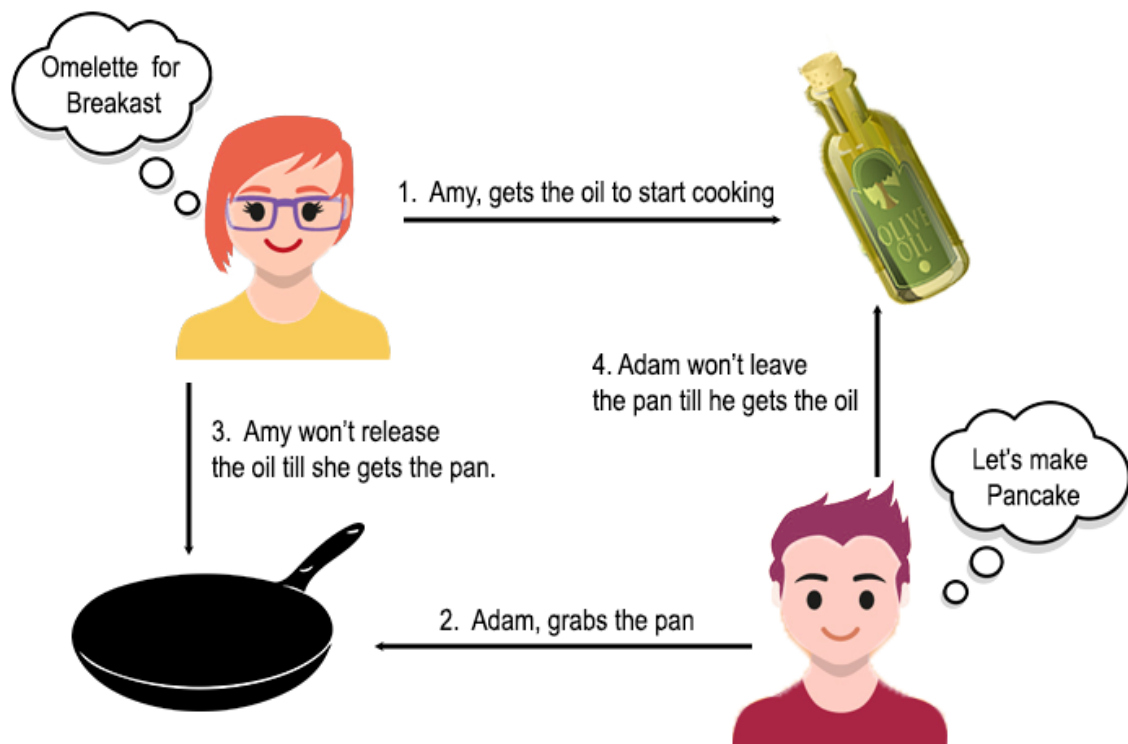 Omelette for
Breakast
1. Amy, gets the oil to start cooking
OLIVE
OIL
4. Adam won't leave
the pan till he gets the oil
3. Amy won't release
the oil till she gets the pan.
Let's make
Pancake
2. Adam, grabs the pan